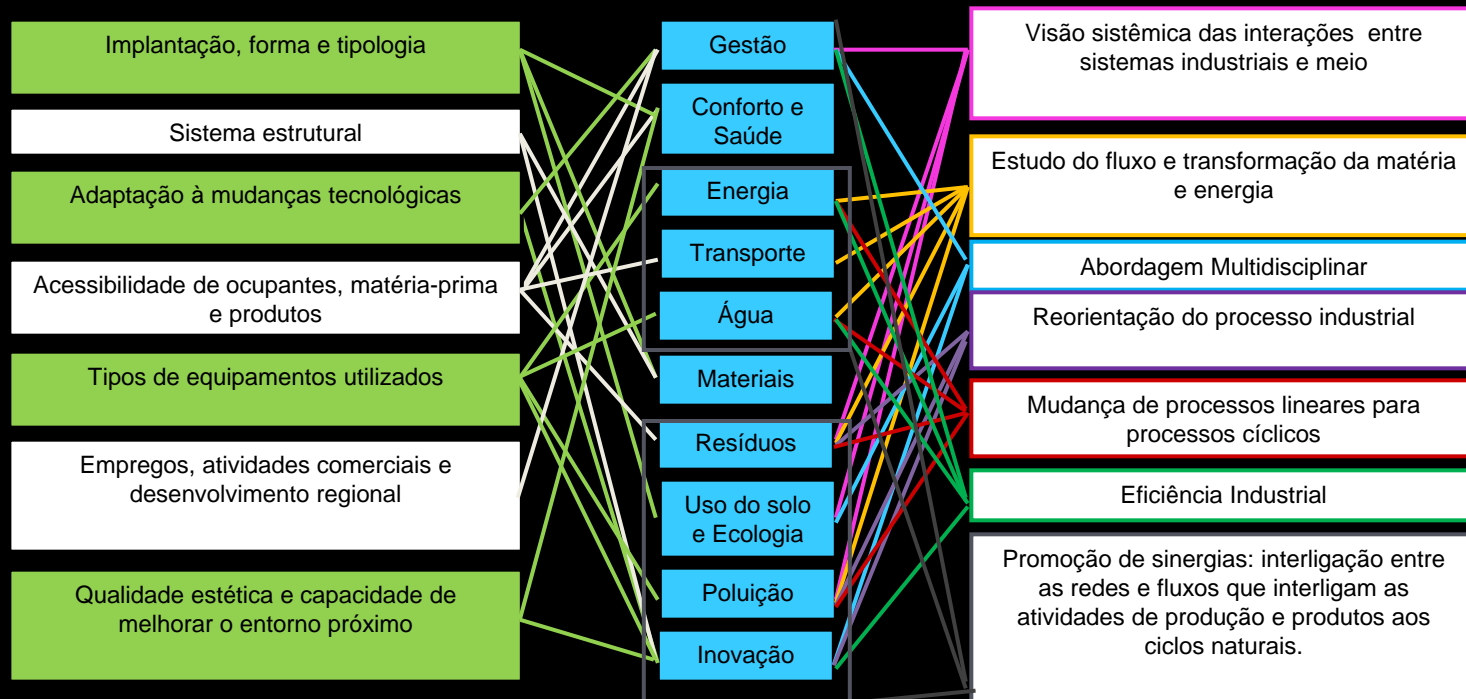 Implantação, forma e tipologia
Sistema estrutural
Adaptação à mudanças tecnológicas
Acessibilidade de ocupantes, matéria-prima
e produtos
Tipos de equipamentos utilizados
Empregos, atividades comerciais e
desenvolvimento regional
Qualidade estética e capacidade de
melhorar o entorno próximo
Gestão
Conforto e
Saúde
Energia
Transporte
Água
Materiais
Resíduos
Uso do solo
e Ecologia
Poluição
Inovação
Visão sistêmica das interações entre
sistemas industriais e meio
Estudo do fluxo e transformação da matéria
e energia
Abordagem Multidisciplinar
Reorientação do processo industrial
Mudança de processos lineares para
processos cíclicos
Eficiência Industrial
Promoção de sinergias: interligação entre
as redes e fluxos que interligam as
atividades de produção e produtos aos
ciclos naturais.